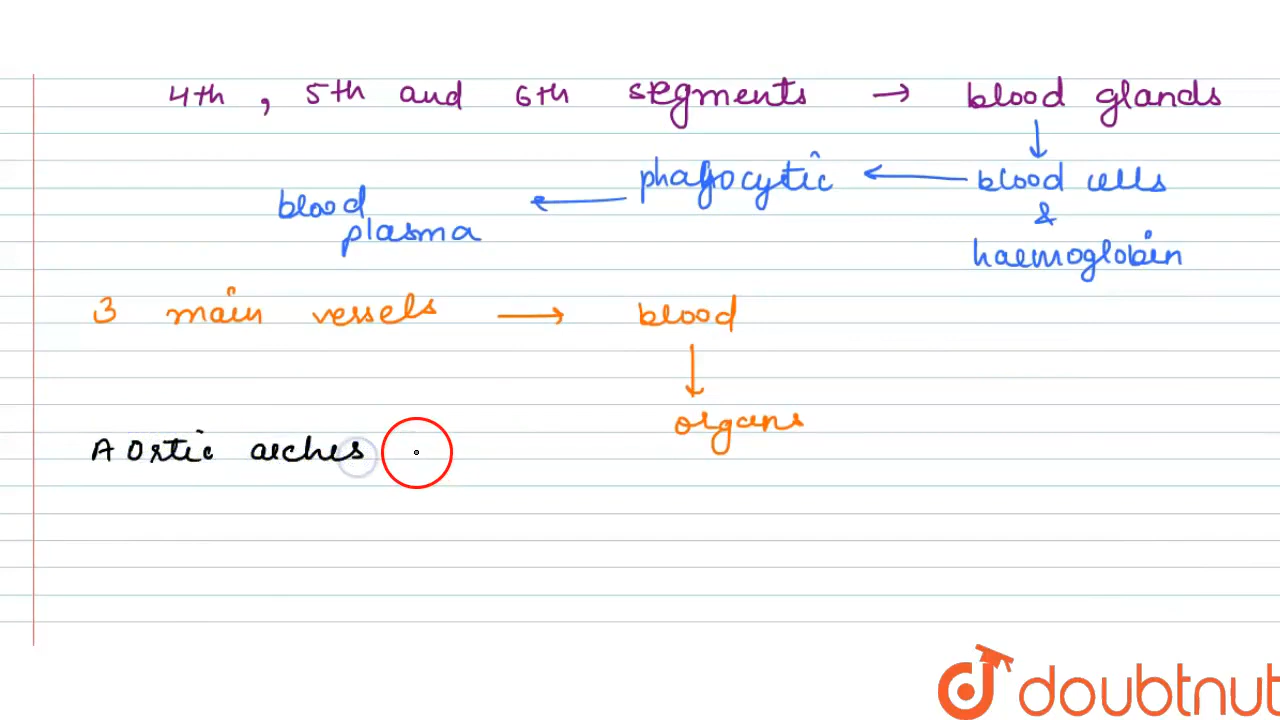 4th , 5th and 6th segments → blood glands
↓
phagocytic ← blood cells
blood ←
plasma
&
haemoglobin
3 main vessels → blood
↓
organs
Aortic arches
doubtnut